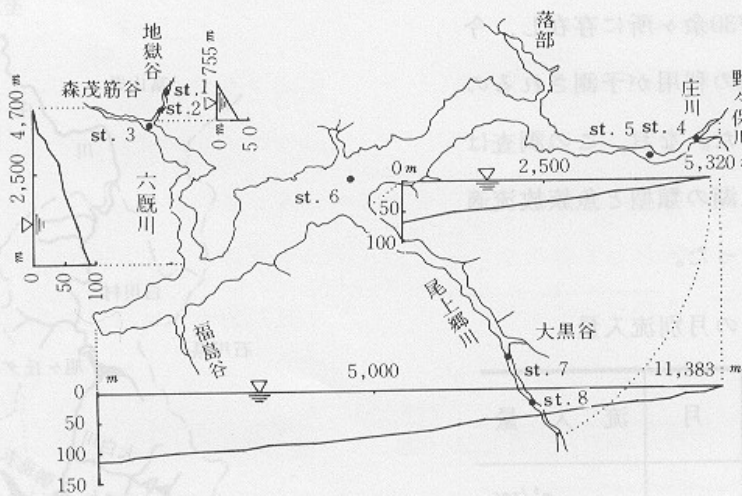 落部
地獄谷
755 m
森茂筋谷
st. 1
st. 2
st. 3
0 m
50
4,700 m
2,500
m
0
50
100
六厩川
庄川
野々俣川
st. 5
st. 4
5,320
0 m
2,500
50
100
st. 6
尾上郷川
大黒谷
福島谷
st. 7
st. 8
m
5,000
11,383 m
0
50
100
150